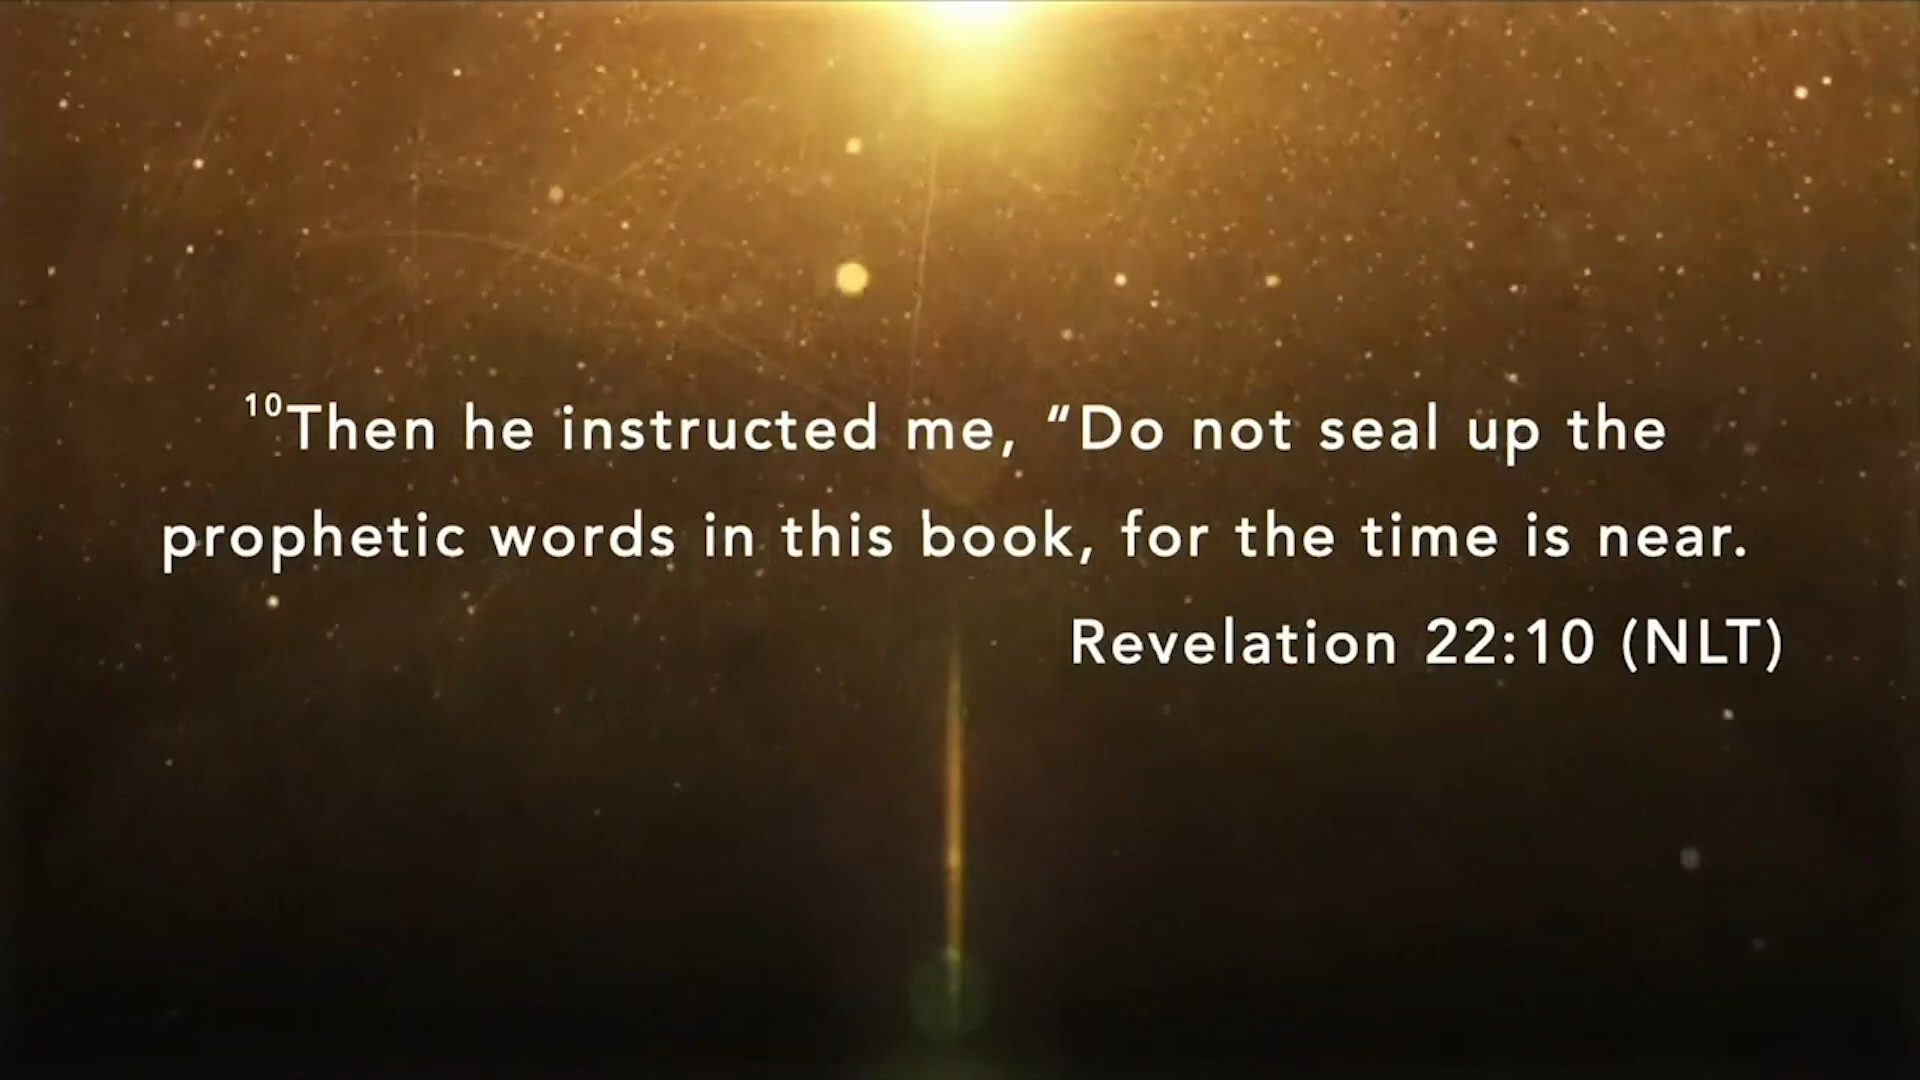 ¹⁰Then he instructed me, “Do not seal up the
prophetic words in this book, for the time is near.
Revelation 22:10 (NLT)